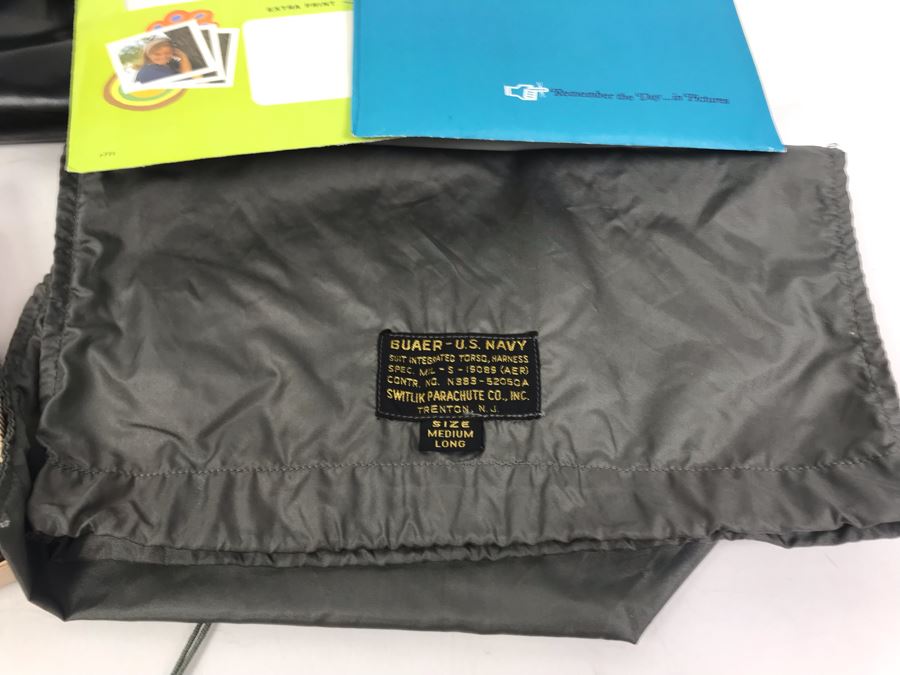 EXTRA PRINT
Remember the Day...in Pictures
BUAER - U.S. NAVY
SUIT INTEGRATED TORSO, HARNESS
SPEC. MIL - S - 19089 (AER)
CONTR. NO. N383-52050A
SWITLIK PARACHUTE CO., INC.
TRENTON, N.J.
SIZE
MEDIUM
LONG